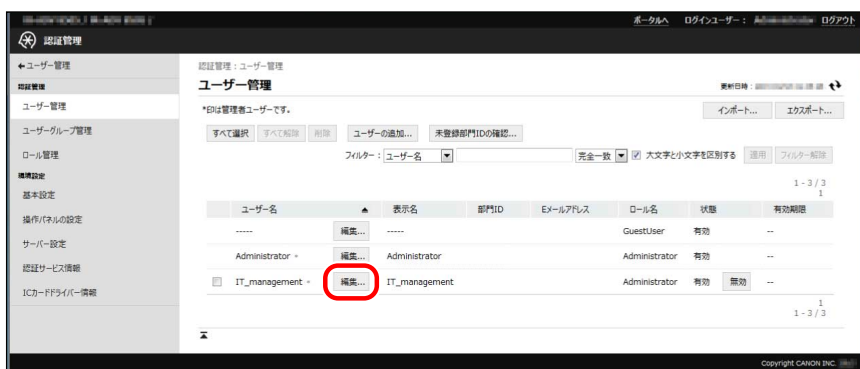 ポータルへ ログインユーザー： ログアウト
認証管理
ユーザー管理
認証管理
ユーザー管理
ユーザーグループ管理
ロール管理
環境設定
基本設定
操作パネルの設定
サーバー設定
認証サービス情報
ICカードドライバー情報
認証管理 : ユーザー管理
ユーザー管理
更新日時 :
*印は管理者ユーザーです。
インポート... エクスポート...
すべて選択 すべて解除 削除 ユーザーの追加... 未登録部門IDの確認...
フィルター : ユーザー名 完全一致 大文字と小文字を区別する 適用 フィルター解除
1 - 3 / 3
1
ユーザー名 表示名 部門ID Eメールアドレス ロール名 状態 有効期限
----- 編集... ----- GuestUser 有効 --
Administrator * 編集... Administrator Administrator 有効 --
IT_management * 編集... IT_management Administrator 有効 無効 --
1
1 - 3 / 3
Copyright CANON INC.